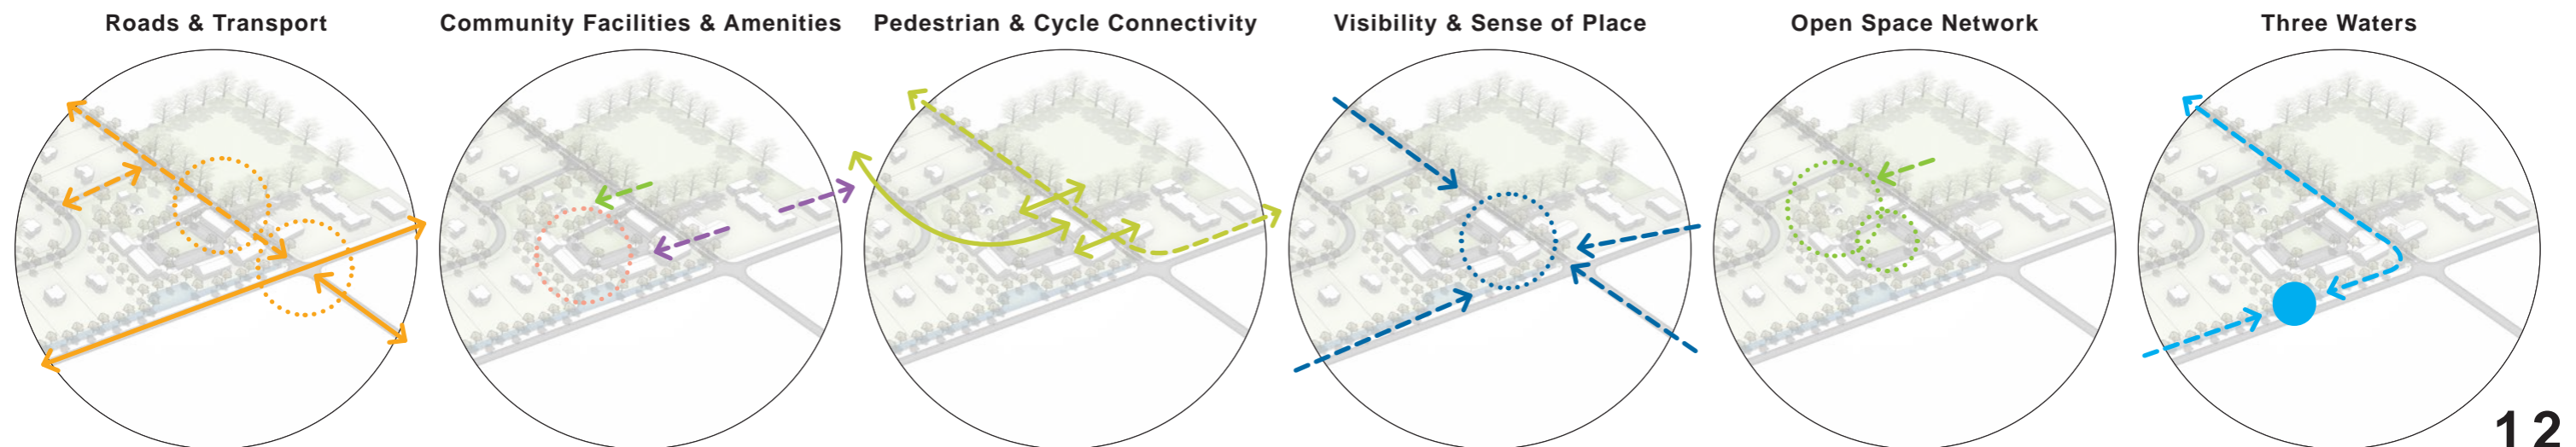 Roads & Transport
Community Facilities & Amenities
Pedestrian & Cycle Connectivity
Visibility & Sense of Place
Open Space Network
Three Waters
12